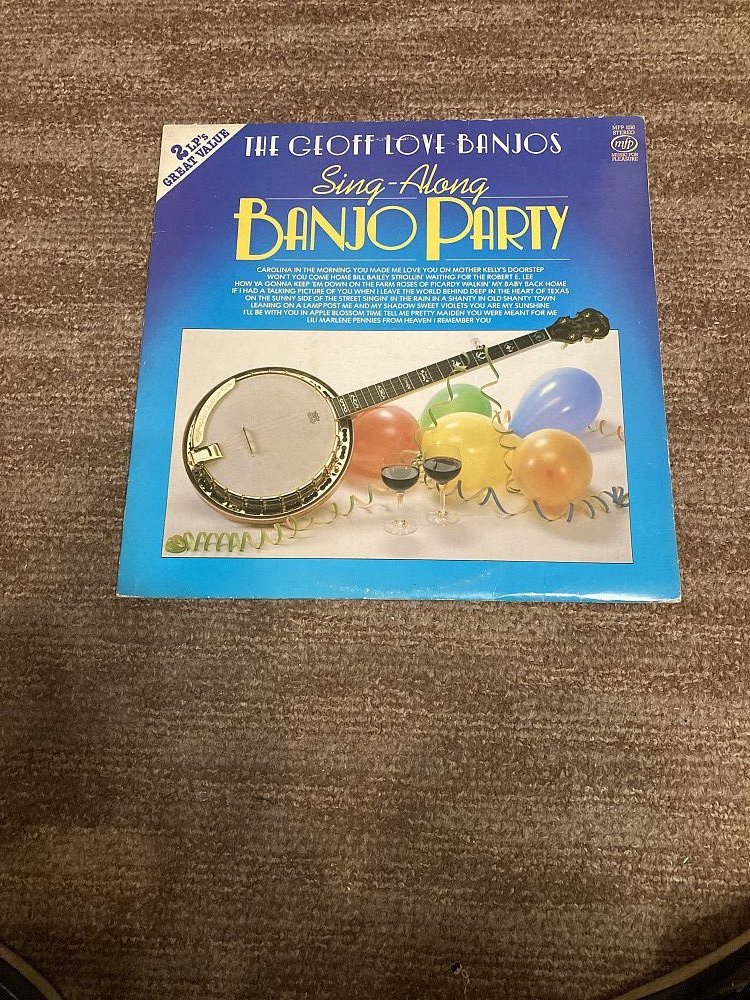 2 LP's
GREAT VALUE
THE GEOFF LOVE BANJOS
MFP 1016
STEREO
mfp
MUSIC FOR
PLEASURE
Sing-Along
BANJO PARTY
CAROLINA IN THE MORNING YOU MADE ME LOVE YOU ON MOTHER KELLY'S DOORSTEP
WON'T YOU COME HOME BILL BAILEY STROLLIN' WAITING FOR THE ROBERT E. LEE
HOW YA GONNA KEEP 'EM DOWN ON THE FARM ROSES OF PICARDY WALKIN' MY BABY BACK HOME
IF I HAD A TALKING PICTURE OF YOU WHEN I LEAVE THE WORLD BEHIND DEEP IN THE HEART OF TEXAS
ON THE SUNNY SIDE OF THE STREET SINGIN' IN THE RAIN IN A SHANTY IN OLD SHANTY TOWN
LEANING ON A LAMP POST ME AND MY SHADOW SWEET VIOLETS YOU ARE MY SUNSHINE
I'LL BE WITH YOU IN APPLE BLOSSOM TIME TELL ME PRETTY MAIDEN YOU WERE MEANT FOR ME
LILI MARLENE PENNIES FROM HEAVEN I REMEMBER YOU